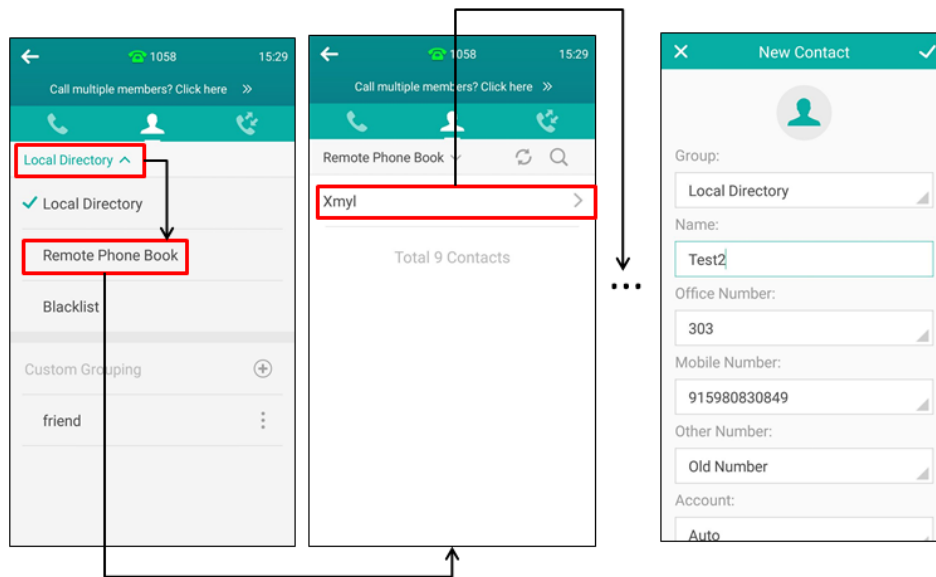 1058 15:29
Call multiple members? Click here »
Local Directory
Local Directory
Remote Phone Book
Blacklist
Custom Grouping
friend
1058 15:29
Call multiple members? Click here »
Remote Phone Book
Xmyl
Total 9 Contacts
...
New Contact
Group:
Local Directory
Name:
Test2
Office Number:
303
Mobile Number:
915980830849
Other Number:
Old Number
Account:
Auto